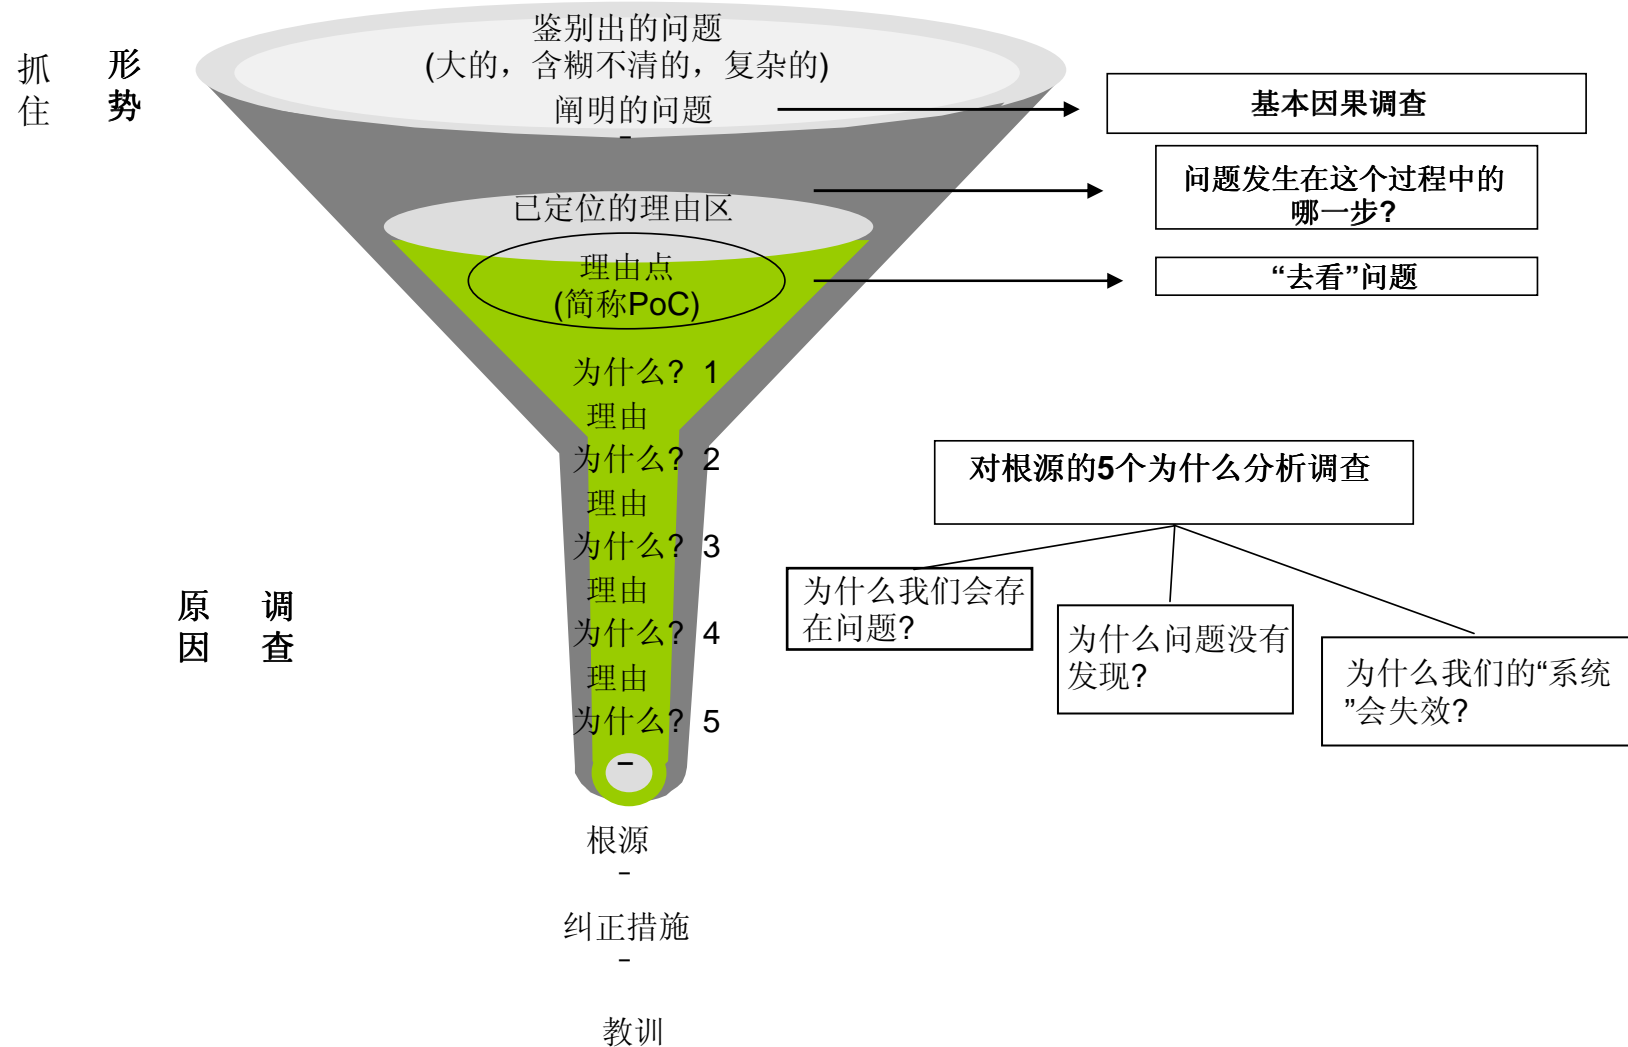 鉴别出的问题
(大的，含糊不清的，复杂的)
阐明的问题
-
抓
住
形
势
基本因果调查
问题发生在这个过程中的
哪一步?
已定位的理由区
理由点
(简称PoC)
“去看”问题
为什么? 1
理由
为什么? 2
理由
为什么? 3
理由
为什么? 4
理由
为什么? 5
-
根源
-
纠正措施
-
教训
原
因
调
查
对根源的5个为什么分析调查
为什么我们会存
在问题?
为什么问题没有
发现?
为什么我们的“系统
”会失效?